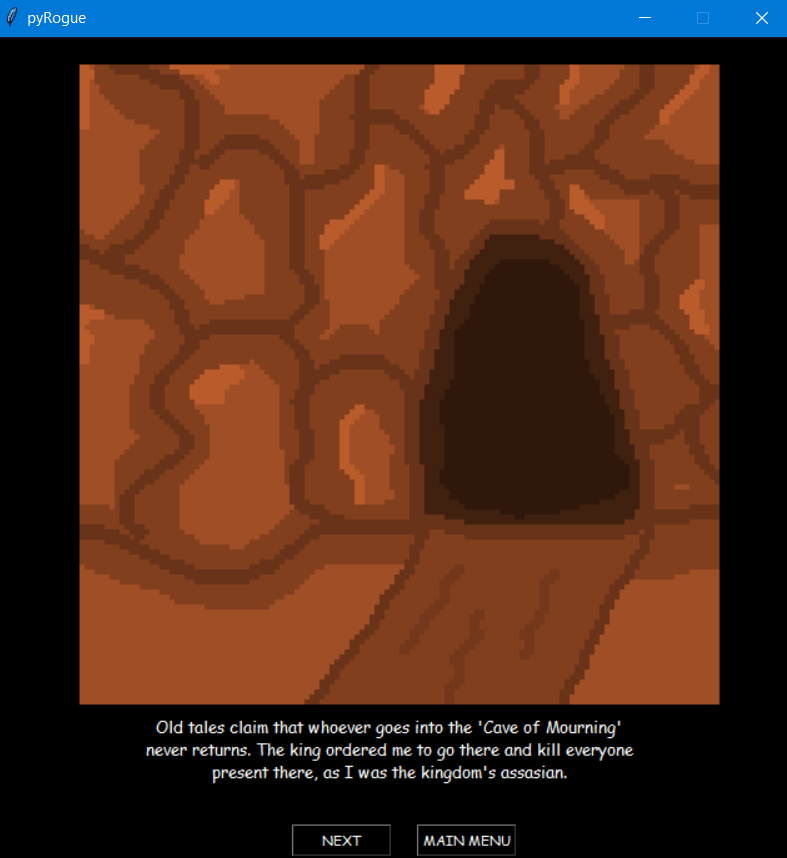 pyRogue
Old tales claim that whoever goes into the 'Cave of Mourning'
never returns. The king ordered me to go there and kill everyone
present there, as I was the kingdom's assasian.
NEXT
MAIN MENU